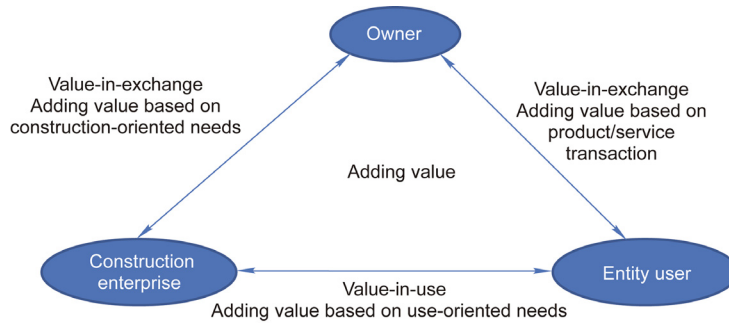 Owner
Value-in-exchange
Adding value based on
construction-oriented needs
Value-in-exchange
Adding value based on
product/service
transaction
Adding value
Construction
enterprise
Entity user
Value-in-use
Adding value based on use-oriented needs